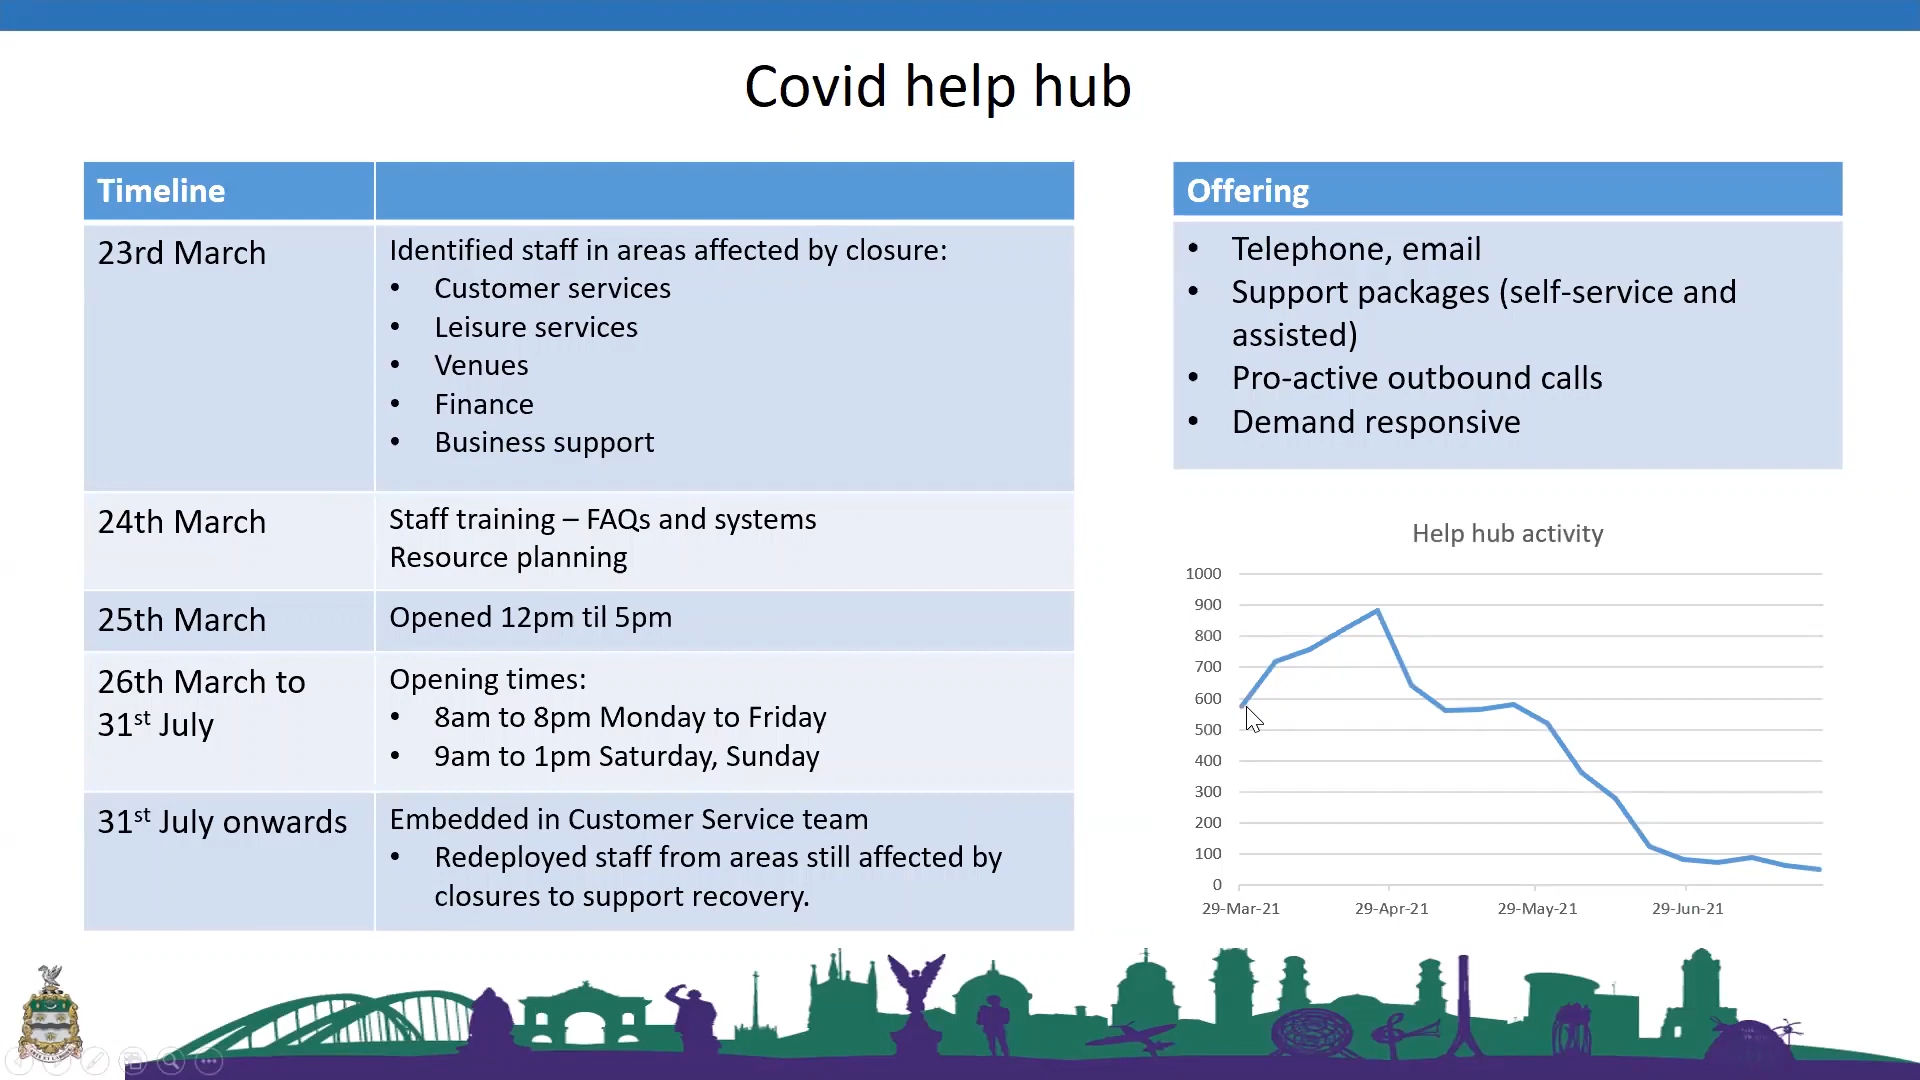 Covid help hub
Timeline
23rd March
Identified staff in areas affected by closure:
• Customer services
• Leisure services
• Venues
• Finance
• Business support
24th March
Staff training – FAQs and systems
Resource planning
25th March
Opened 12pm til 5pm
26th March to
31st July
Opening times:
• 8am to 8pm Monday to Friday
• 9am to 1pm Saturday, Sunday
31st July onwards
Embedded in Customer Service team
• Redeployed staff from areas still affected by
closures to support recovery.
Offering
• Telephone, email
• Support packages (self-service and
assisted)
• Pro-active outbound calls
• Demand responsive
Help hub activity
1000
900
800
700
600
500
400
300
200
100
0
29-Mar-21 29-Apr-21 29-May-21 29-Jun-21